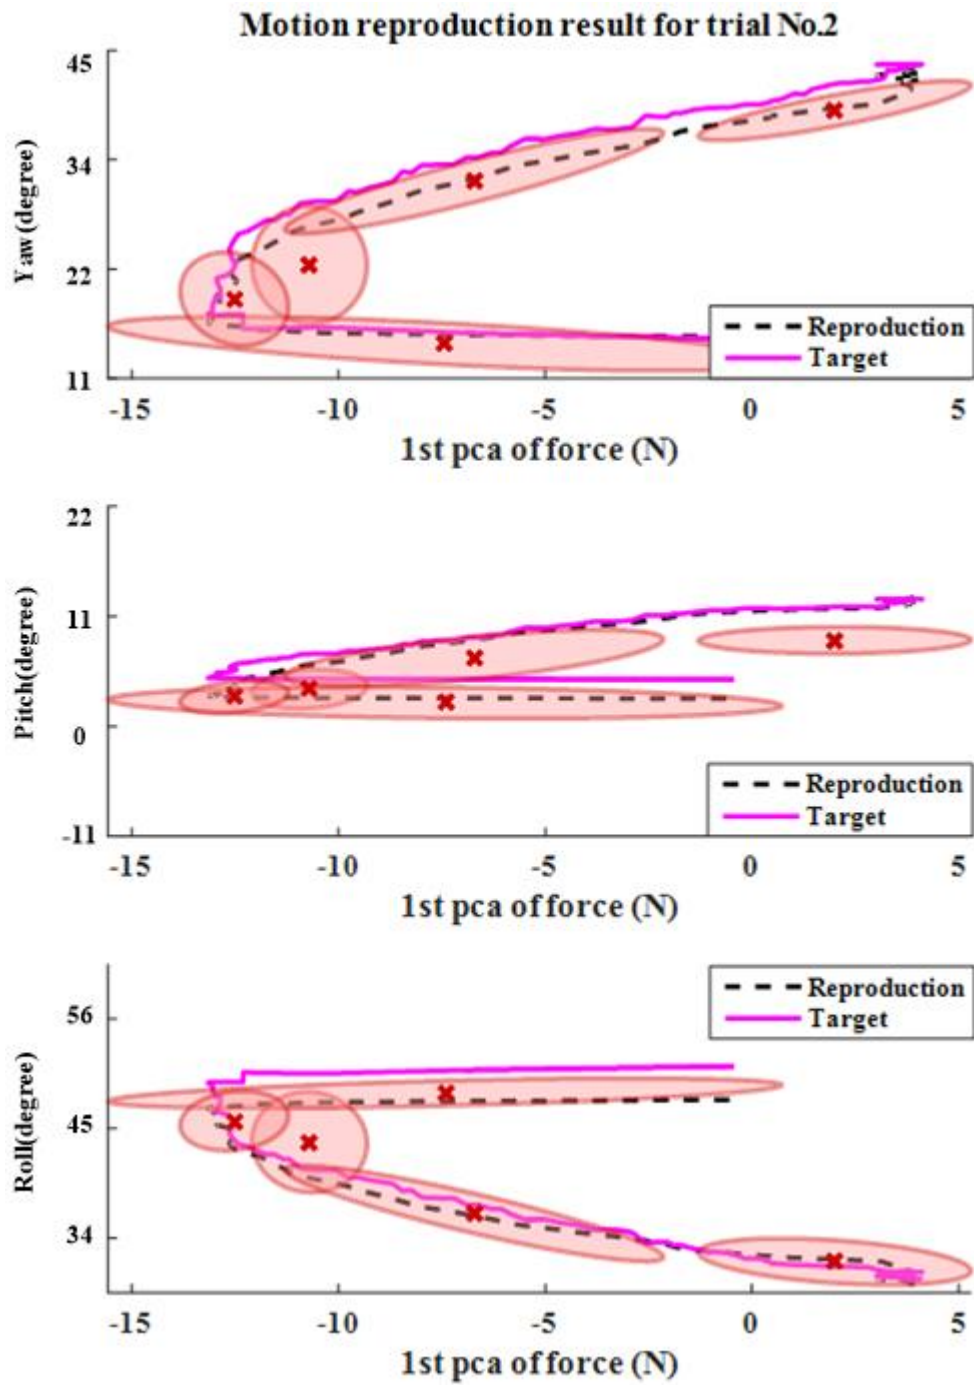 Motion reproduction result for trial No.2
45
34
22
11
Yaw(degree)
-15 -10 -5 0 5
1st pca of force (N)
Reproduction
Target
22
11
0
-11
Pitch(degree)
-15 -10 -5 0 5
1st pca of force (N)
Reproduction
Target
56
45
34
Roll(degree)
-15 -10 -5 0 5
1st pca of force (N)
Reproduction
Target